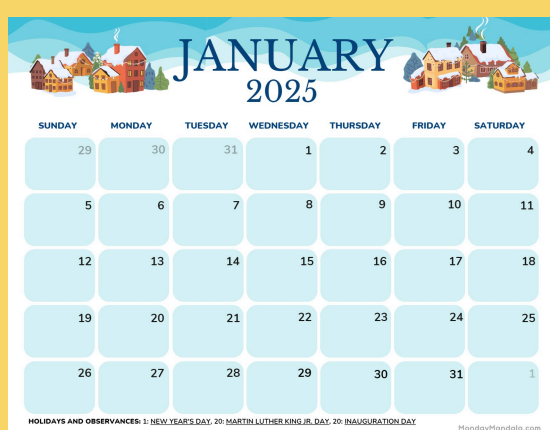 JANUARY
2025
SUNDAY MONDAY TUESDAY WEDNESDAY THURSDAY FRIDAY SATURDAY
29 30 31 1 2 3 4
5 6 7 8 9 10 11
12 13 14 15 16 17 18
19 20 21 22 23 24 25
26 27 28 29 30 31 1
HOLIDAYS AND OBSERVANCES: 1: NEW YEAR'S DAY, 20: MARTIN LUTHER KING JR. DAY, 20: INAUGURATION DAY
MondayMandala.com